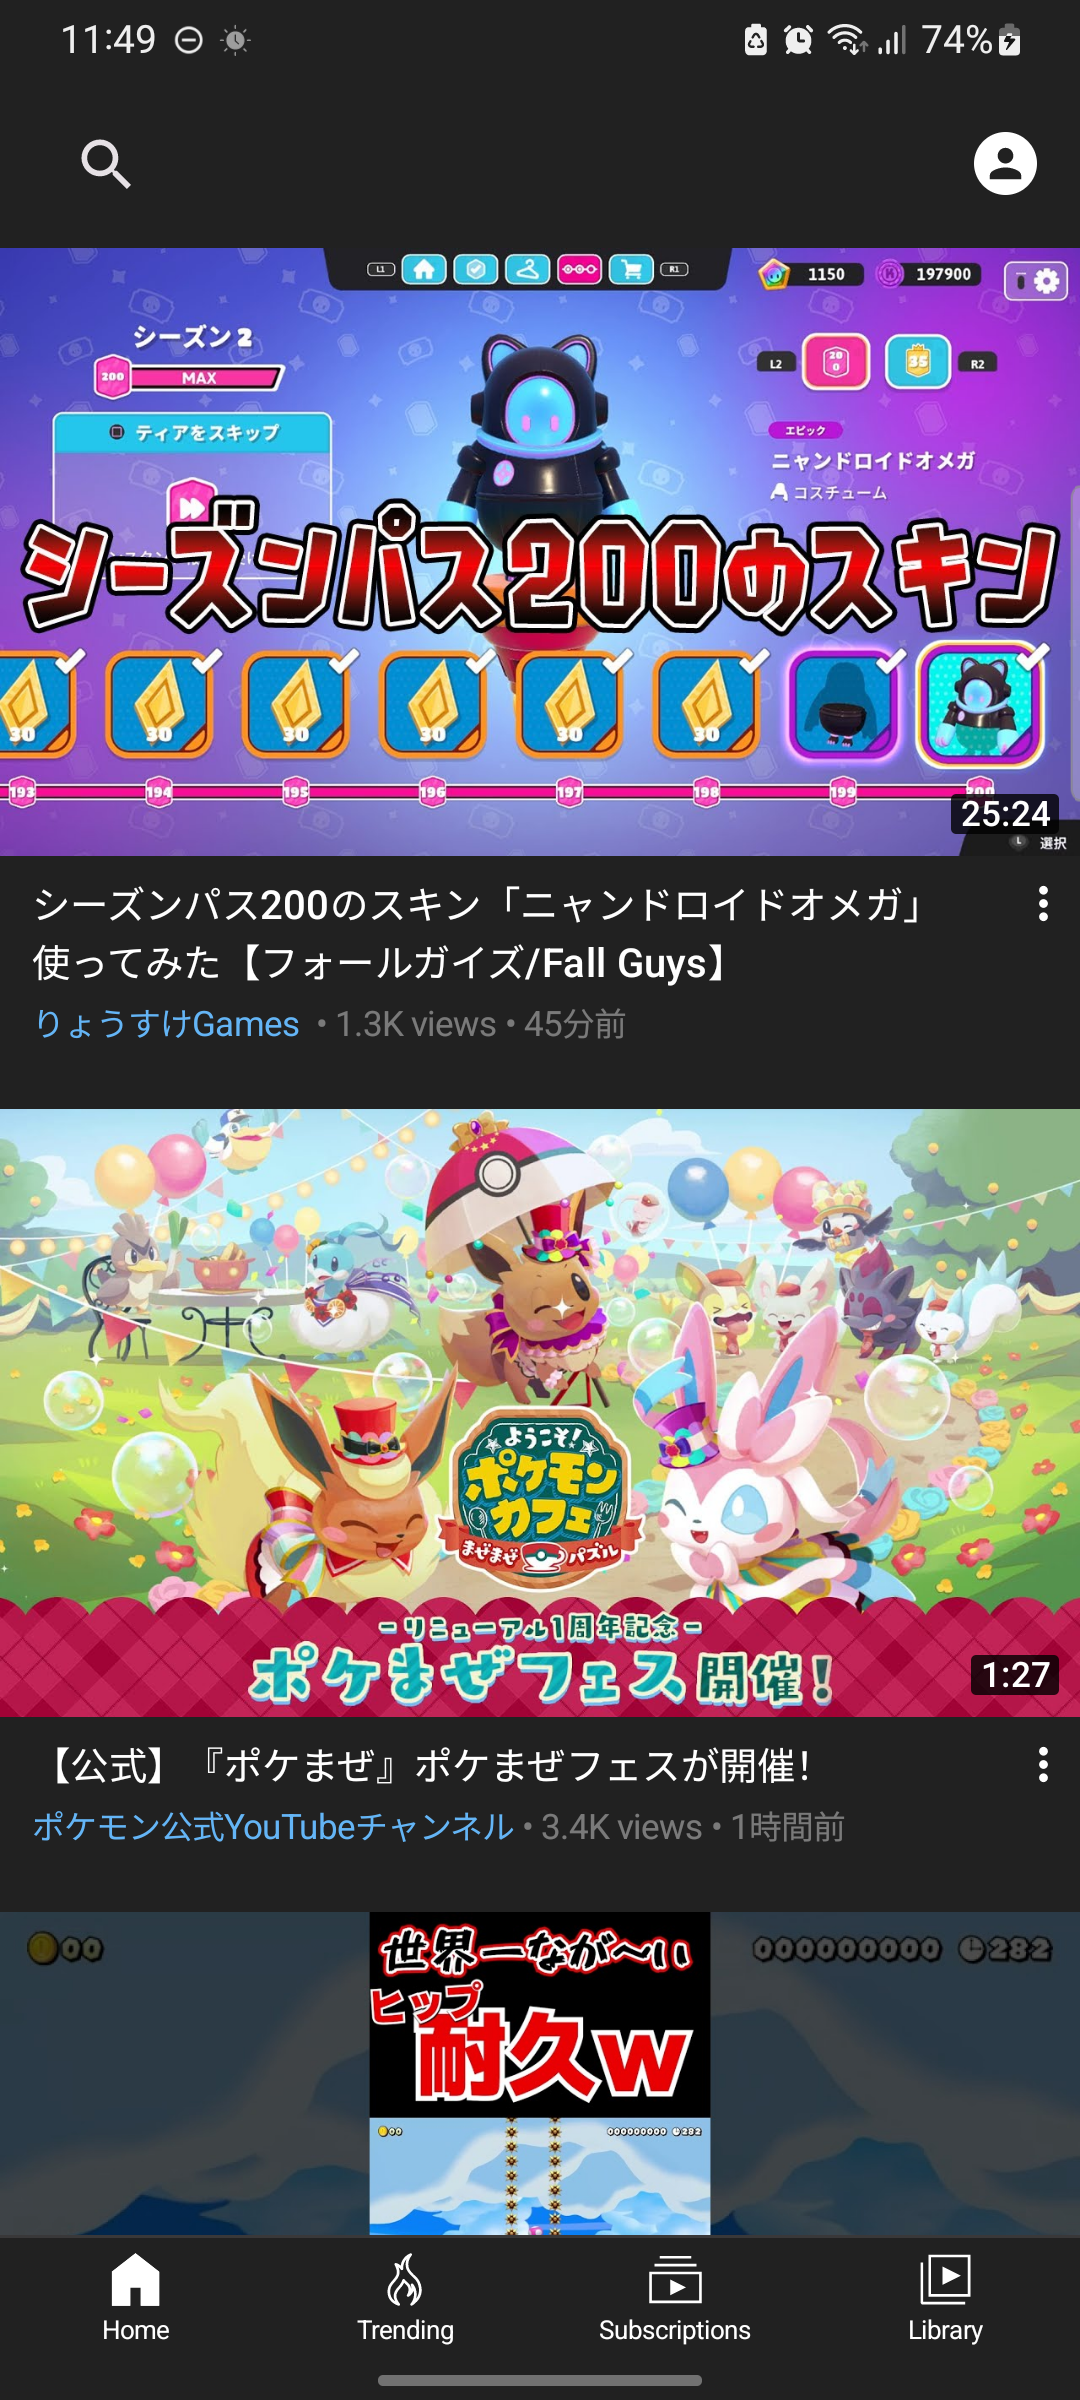 11:49
74%
L1
R1
1150
197900
シーズン2
200
MAX
L2
200
35
R2
ティアをスキップ
エピック
ニャンドロイドオメガ
コスチューム
シーズンパス200のスキン
30 30 30 30 30 30
193 194 195 196 197 198 199 200
25:24
L 選択
シーズンパス200のスキン「ニャンドロイドオメガ」
使ってみた【フォールガイズ/Fall Guys】
りょうすけGames • 1.3K views • 45分前
ようこそ!
ポケモン
カフェ
まぜまぜ パズル
-リニューアル1周年記念-
ポケまぜフェス開催!
1:27
【公式】『ポケまぜ』ポケまぜフェスが開催!
ポケモン公式YouTubeチャンネル • 3.4K views • 1時間前
00
000000000 282
世界一なが〜い
ヒップ
耐久w
00
000000000 282
Home
Trending
Subscriptions
Library